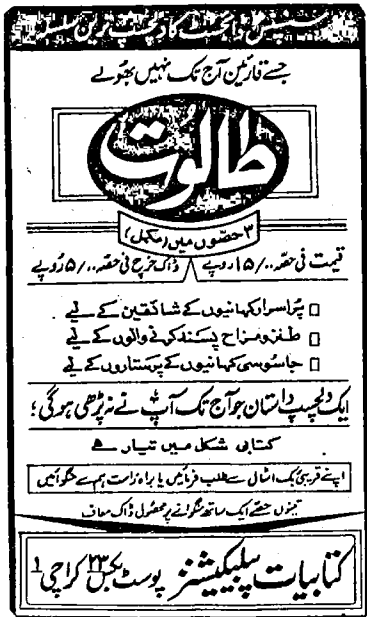 سسپنس ڈائجسٹ کا دلچسپ ترین سلسلہ
جسے قارئین آج تک نہیں بھولے
طالوت
۳ حصوں میں (مکمل)
قیمت فی حصہ ۱۵/۰۰ روپے ڈاک خرچ فی حصہ ۵/۰۰ روپے
□ پراسرار کہانیوں کے شائقین کے لیے
□ طنز و مزاح پسند کرنے والوں کے لیے
□ جاسوسی کہانیوں کے پرستاروں کے لیے
ایک دلچسپ داستان جو آج تک آپ نے نہ پڑھی ہوگی؛
کتابی شکل میں تیار ہے
اپنے قریبی بک اسٹال سے طلب فرمائیں یا براہ راست ہم سے منگوائیں
تینوں حصے ایک ساتھ منگوانے پر محصول ڈاک معاف
کتابیات پبلیکیشنز پوسٹ بکس ۲۳ کراچی ۱